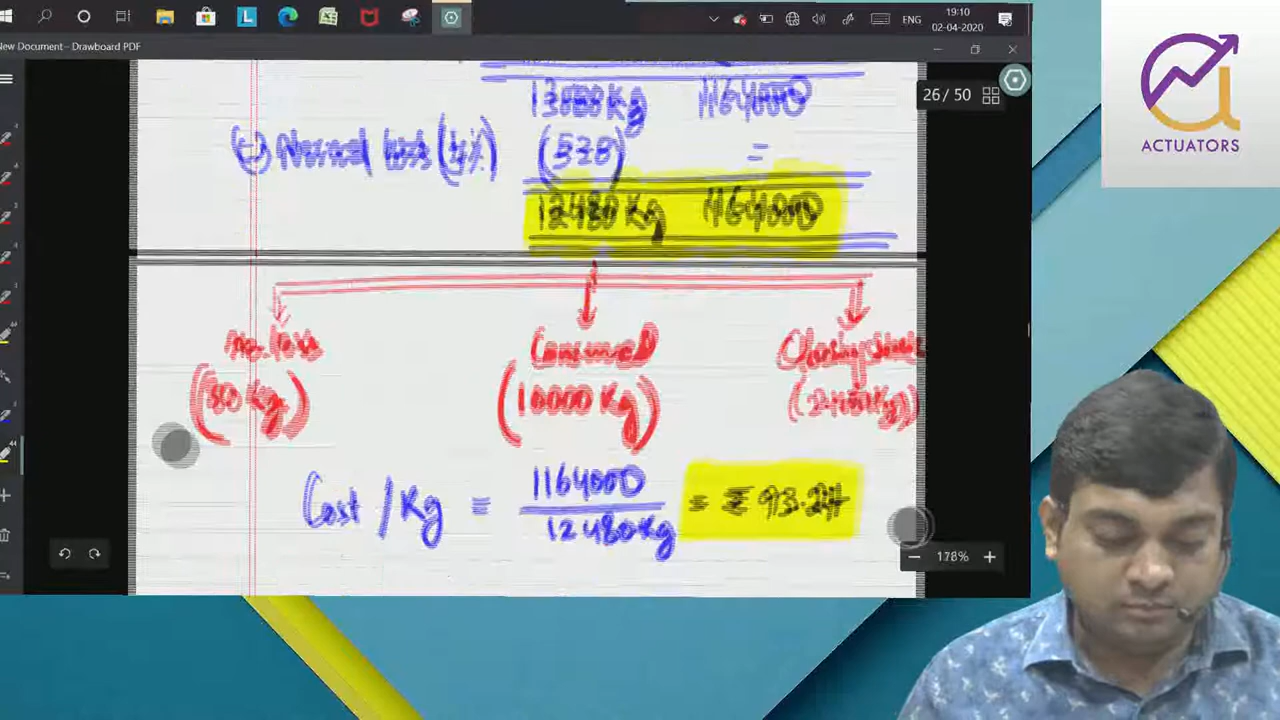 19:10
ENG
02-04-2020
New Document - Drawboard PDF
26 / 50
ACTUATORS
13000 Kg 1164000
(-) Normal loss (4%) (520) =
12480 Kg 1164000
Consumed
(10000 Kg)
Cost / Kg = 1164000 / 12480 Kg = ₹ 93.27
178%